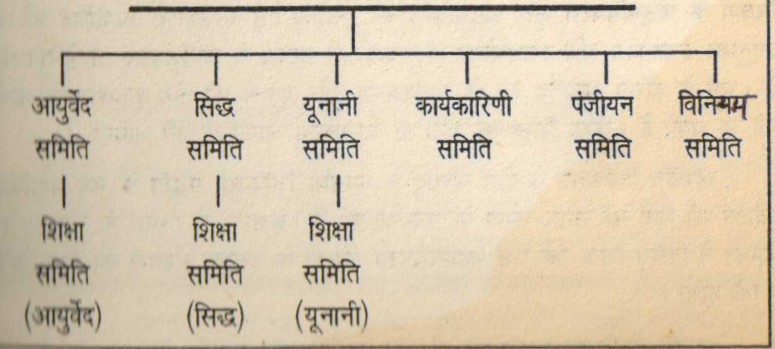 आयुर्वेद सिद्ध यूनानी कार्यकारिणी पंजीयन विनियम
समिति समिति समिति समिति समिति समिति
शिक्षा शिक्षा शिक्षा
समिति समिति समिति
(आयुर्वेद) (सिद्ध) (यूनानी)